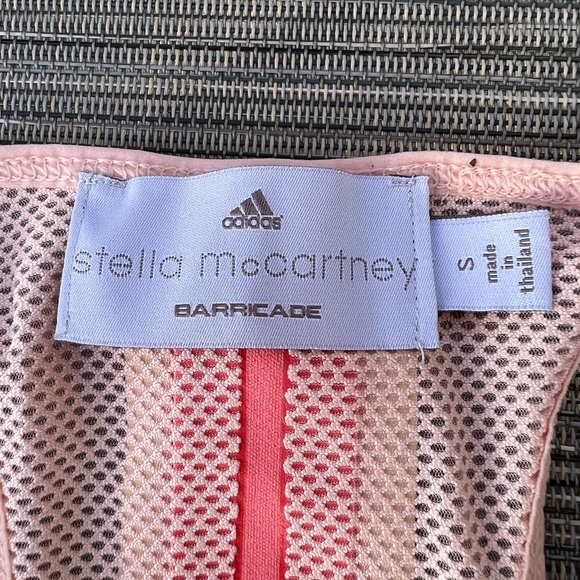 adidas
stella mccartney
BARRICADE
S
made
in
thailand